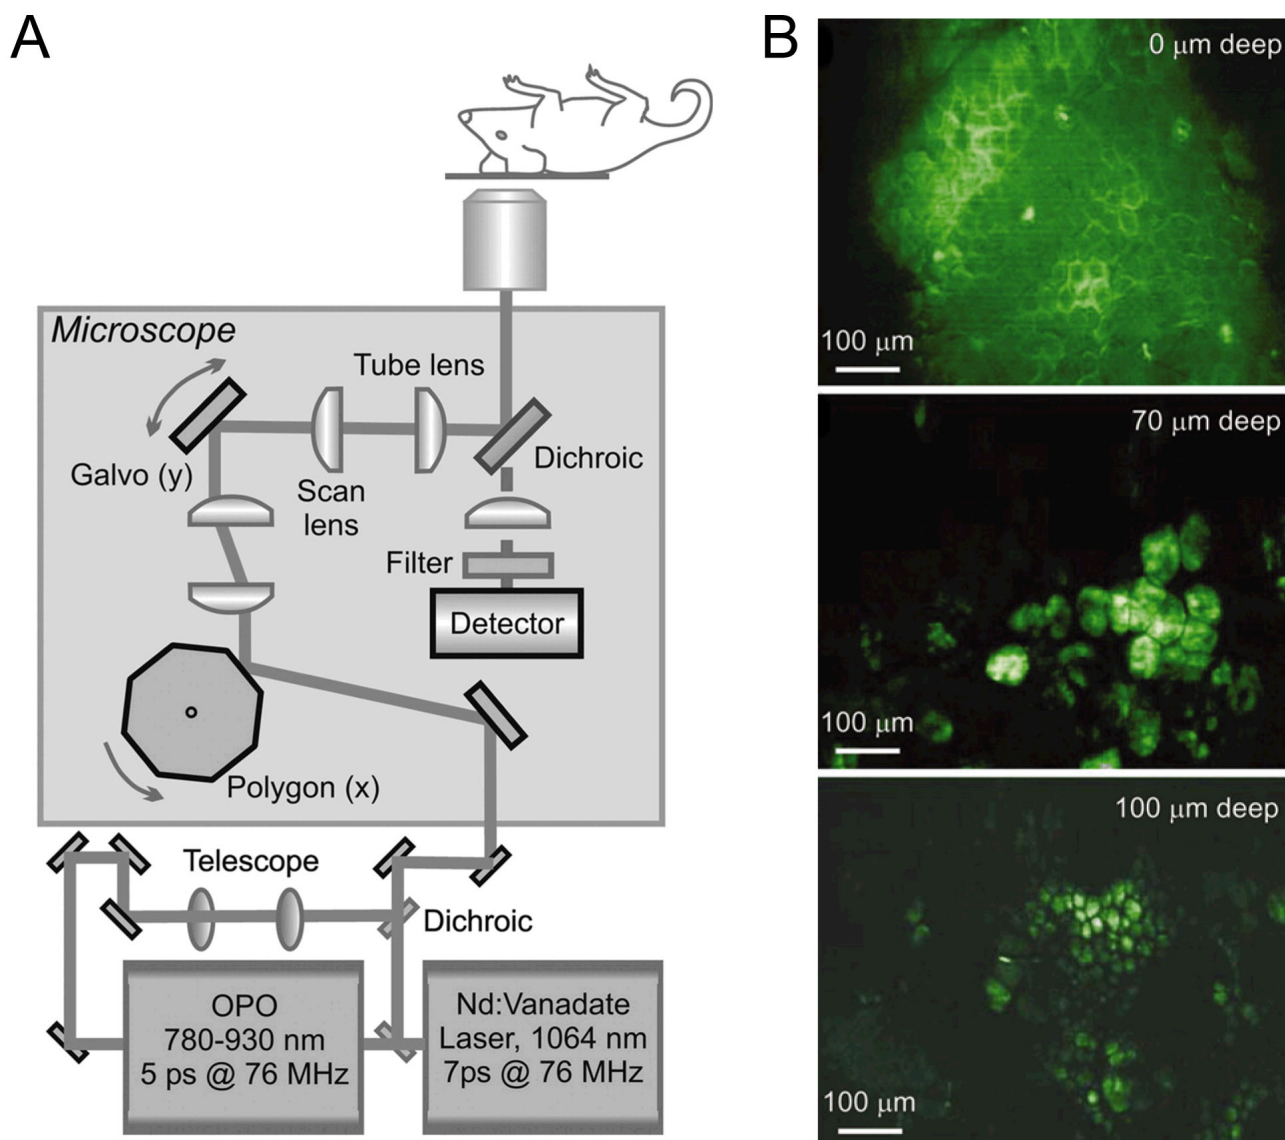 A
Microscope
Tube lens
Galvo (y)
Scan
lens
Dichroic
Filter
Detector
Polygon (x)
Telescope
Dichroic
OPO
780-930 nm
5 ps @ 76 MHz
Nd:Vanadate
Laser, 1064 nm
7ps @ 76 MHz
B
0 μm deep
100 μm
70 μm deep
100 μm
100 μm deep
100 μm